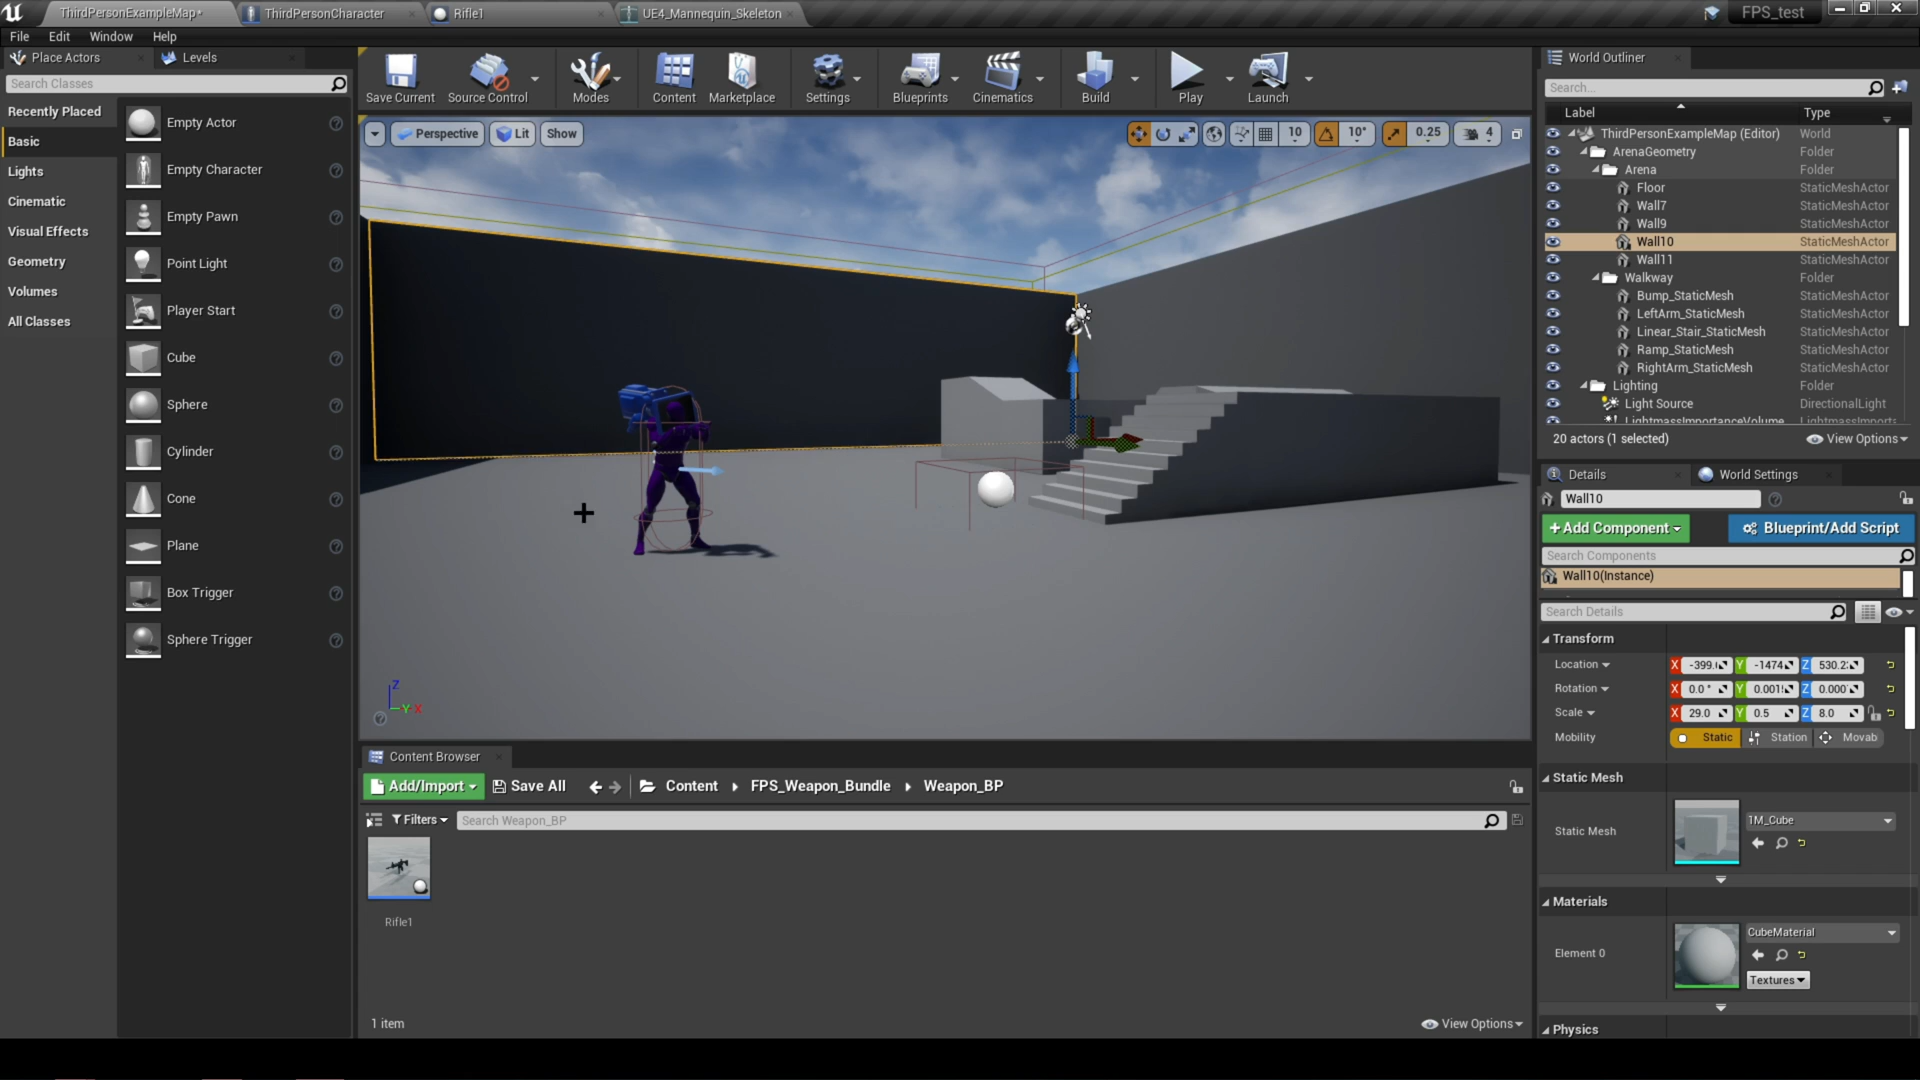 ThirdPersonExampleMap*
ThirdPersonCharacter
Rifle1
UE4_Mannequin_Skeleton
FPS_test
File
Edit
Window
Help
Place Actors
Levels
Search Classes
Recently Placed
Basic
Lights
Cinematic
Visual Effects
Geometry
Volumes
All Classes
Empty Actor
Empty Character
Empty Pawn
Point Light
Player Start
Cube
Sphere
Cylinder
Cone
Plane
Box Trigger
Sphere Trigger
Save Current
Source Control
Modes
Content
Marketplace
Settings
Blueprints
Cinematics
Build
Play
Launch
Perspective
Lit
Show
10
10°
0.25
4
Z
Y X
Content Browser
Add/Import
Save All
Content
FPS_Weapon_Bundle
Weapon_BP
Filters
Search Weapon_BP
Rifle1
1 item
View Options
World Outliner
Search...
Label Type
ThirdPersonExampleMap (Editor) World
ArenaGeometry Folder
Arena Folder
Floor StaticMeshActor
Wall7 StaticMeshActor
Wall9 StaticMeshActor
Wall10 StaticMeshActor
Wall11 StaticMeshActor
Walkway Folder
Bump_StaticMesh StaticMeshActor
LeftArm_StaticMesh StaticMeshActor
Linear_Stair_StaticMesh StaticMeshActor
Ramp_StaticMesh StaticMeshActor
RightArm_StaticMesh StaticMeshActor
Lighting Folder
Light Source DirectionalLight
20 actors (1 selected)
View Options
Details
World Settings
Wall10
+Add Component
Blueprint/Add Script
Search Components
Wall10(Instance)
Search Details
Transform
Location X Y -1474 Z
Rotation X 0.0 ° Y Z 0.000
Scale X 29.0 Y 0.5 Z 8.0
Mobility Static Station Movab
Static Mesh
Static Mesh
1M_Cube
Materials
Element 0
CubeMaterial
Textures
Physics